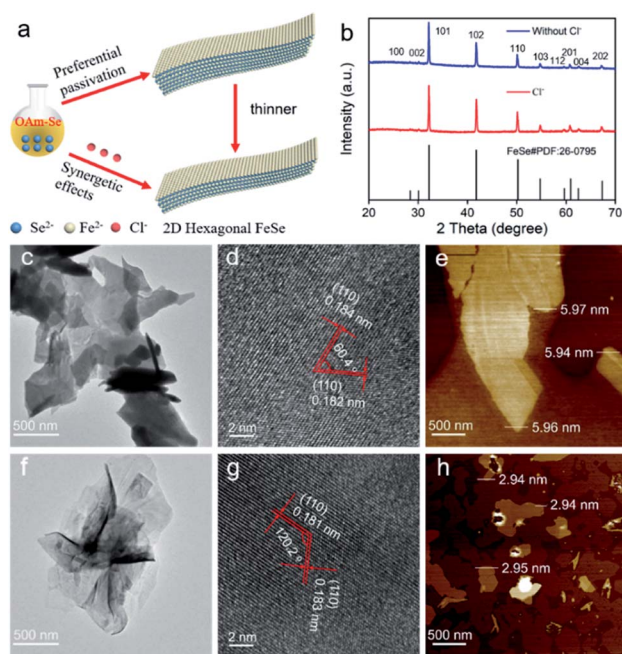 a
Preferential
passivation
OAm-Se
thinner
Synergetic
effects
Se²⁻
Fe²⁻
Cl⁻
2D Hexagonal FeSe
b
Intensity (a.u.)
Without Cl⁻
100
002
101
102
110
103
112
201
004
202
Cl⁻
FeSe#PDF:26-0795
20
30
40
50
60
70
2 Theta (degree)
c
500 nm
d
(110)
0.184 nm
60.4°
(110)
0.182 nm
2 nm
e
5.97 nm
5.94 nm
5.96 nm
500 nm
f
500 nm
g
(110)
0.181 nm
120.2°
(110)
0.183 nm
2 nm
h
2.94 nm
2.94 nm
2.95 nm
500 nm